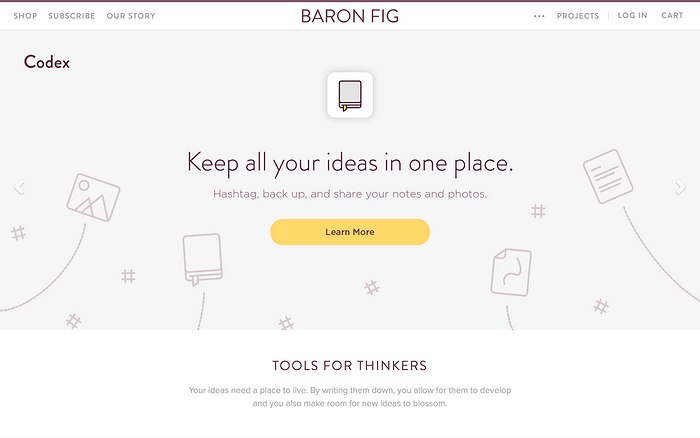 SHOP SUBSCRIBE OUR STORY BARON FIG ••• PROJECTS LOG IN CART
Codex
Keep all your ideas in one place.
Hashtag, back up, and share your notes and photos.
Learn More
TOOLS FOR THINKERS
Your ideas need a place to live. By writing them down, you allow for them to develop
and you also make room for new ideas to blossom.